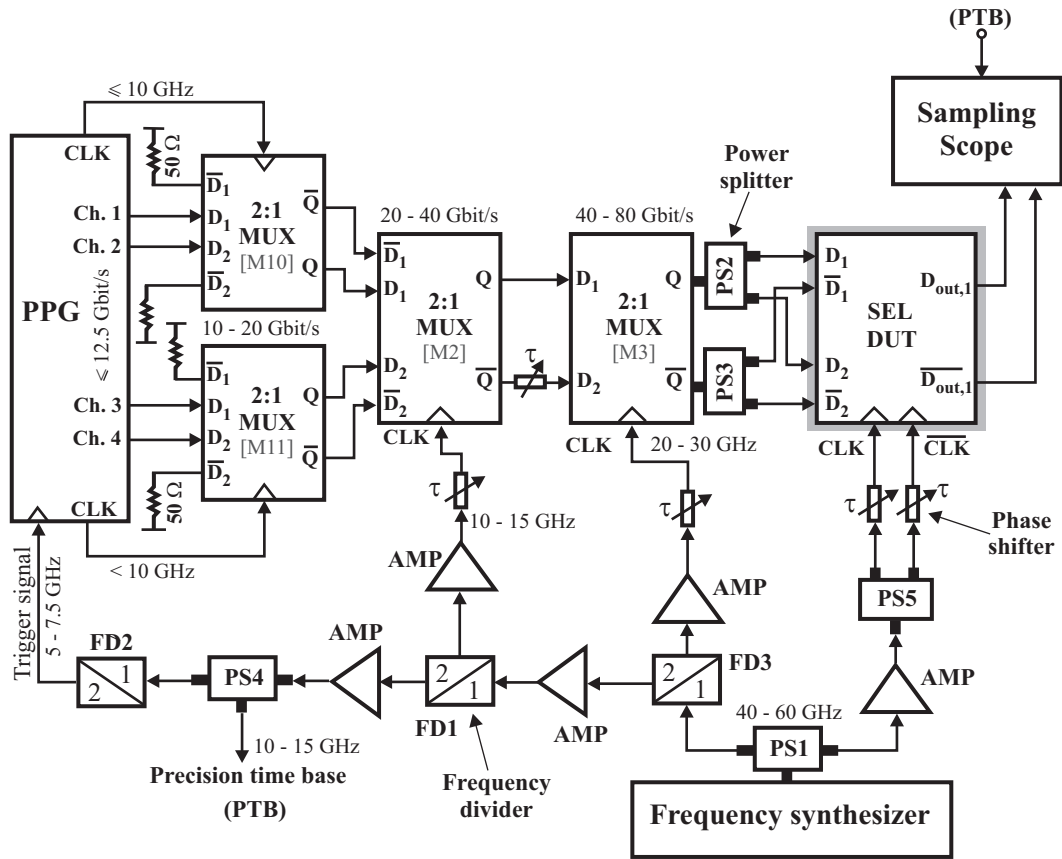 (PTB)
Sampling
Scope
⩽ 10 GHz
CLK
50 Ω
PPG
⩽ 12.5 Gbit/s
Ch. 1
Ch. 2
Ch. 3
Ch. 4
CLK
D̅1
D1
D2
D̅2
2:1
MUX
[M10]
Q̅
Q
10 - 20 Gbit/s
D̅1
D1
D2
D̅2
2:1
MUX
[M11]
Q
Q̅
50 Ω
< 10 GHz
20 - 40 Gbit/s
D̅1
D1
D2
D̅2
2:1
MUX
[M2]
Q
Q̅
CLK
τ
40 - 80 Gbit/s
D1
D2
2:1
MUX
[M3]
Q
Q̅
CLK
20 - 30 GHz
Power
splitter
PS2
PS3
D1
D̅1
D2
D̅2
SEL
DUT
Dout,1
D̅out,1
CLK
C̅L̅K̅
τ
τ
Phase
shifter
PS5
AMP
τ
10 - 15 GHz
AMP
τ
AMP
Trigger signal
5 - 7.5 GHz
FD2
1
2
PS4
AMP
2
1
FD1
AMP
2
1
FD3
40 - 60 GHz
PS1
10 - 15 GHz
Precision time base
(PTB)
Frequency
divider
Frequency synthesizer